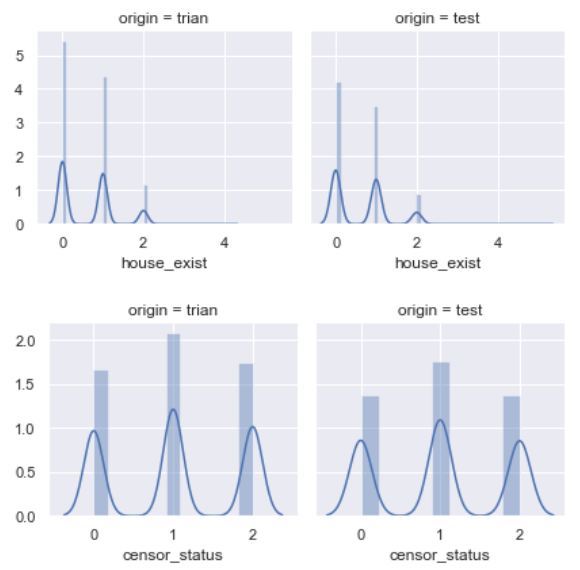 origin = trian origin = test
5
4
3
2
1
0
0 2 4 0 2 4
house_exist house_exist
origin = trian origin = test
2.0
1.5
1.0
0.5
0.0
0 1 2 0 1 2
censor_status censor_status